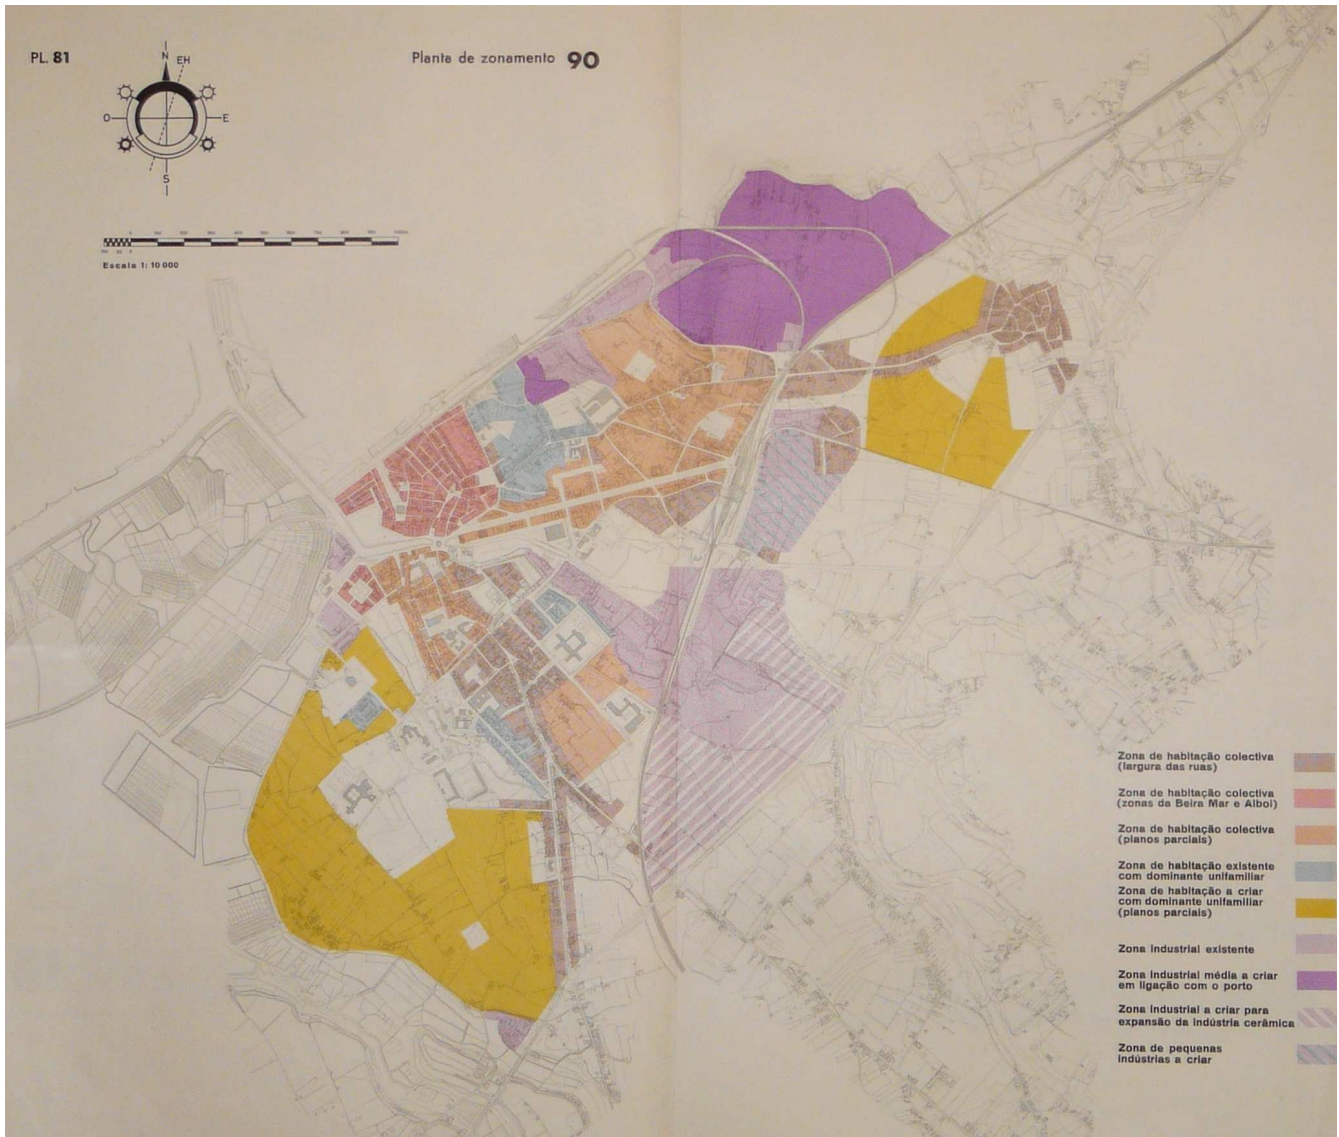 PL. 81
Planta de zonamento 90
N
EH
O
E
S
Escala 1: 10 000
Zona de habitação colectiva
(largura das ruas)
Zona de habitação colectiva
(zonas da Beira Mar e Alboi)
Zona de habitação colectiva
(planos parciais)
Zona de habitação existente
com dominante unifamiliar
Zona de habitação a criar
com dominante unifamiliar
(planos parciais)
Zona industrial existente
Zona industrial média a criar
em ligação com o porto
Zona industrial a criar para
expansão da indústria cerâmica
Zona de pequenas
indústrias a criar